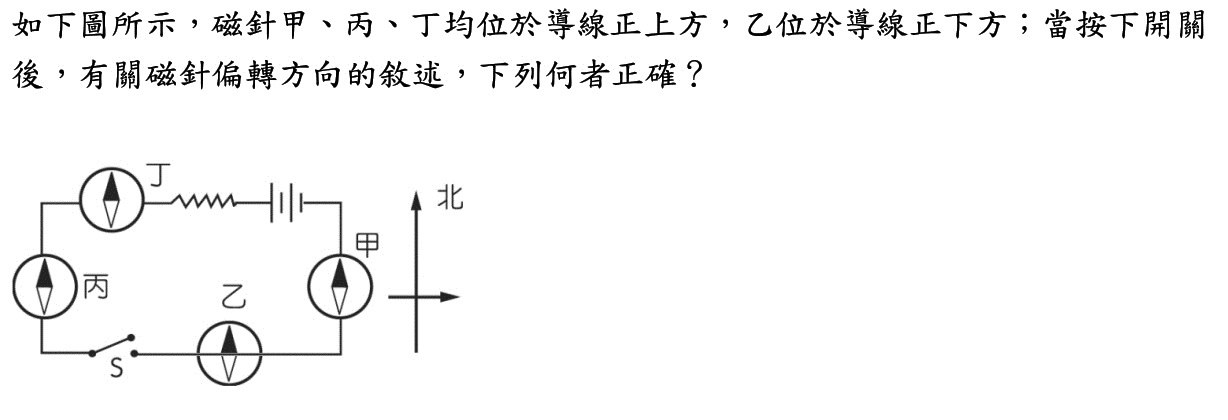 如下圖所示，磁針甲、丙、丁均位於導線正上方，乙位於導線正下方；當按下開關
後，有關磁針偏轉方向的敘述，下列何者正確？
丁
北
甲
丙
乙
S